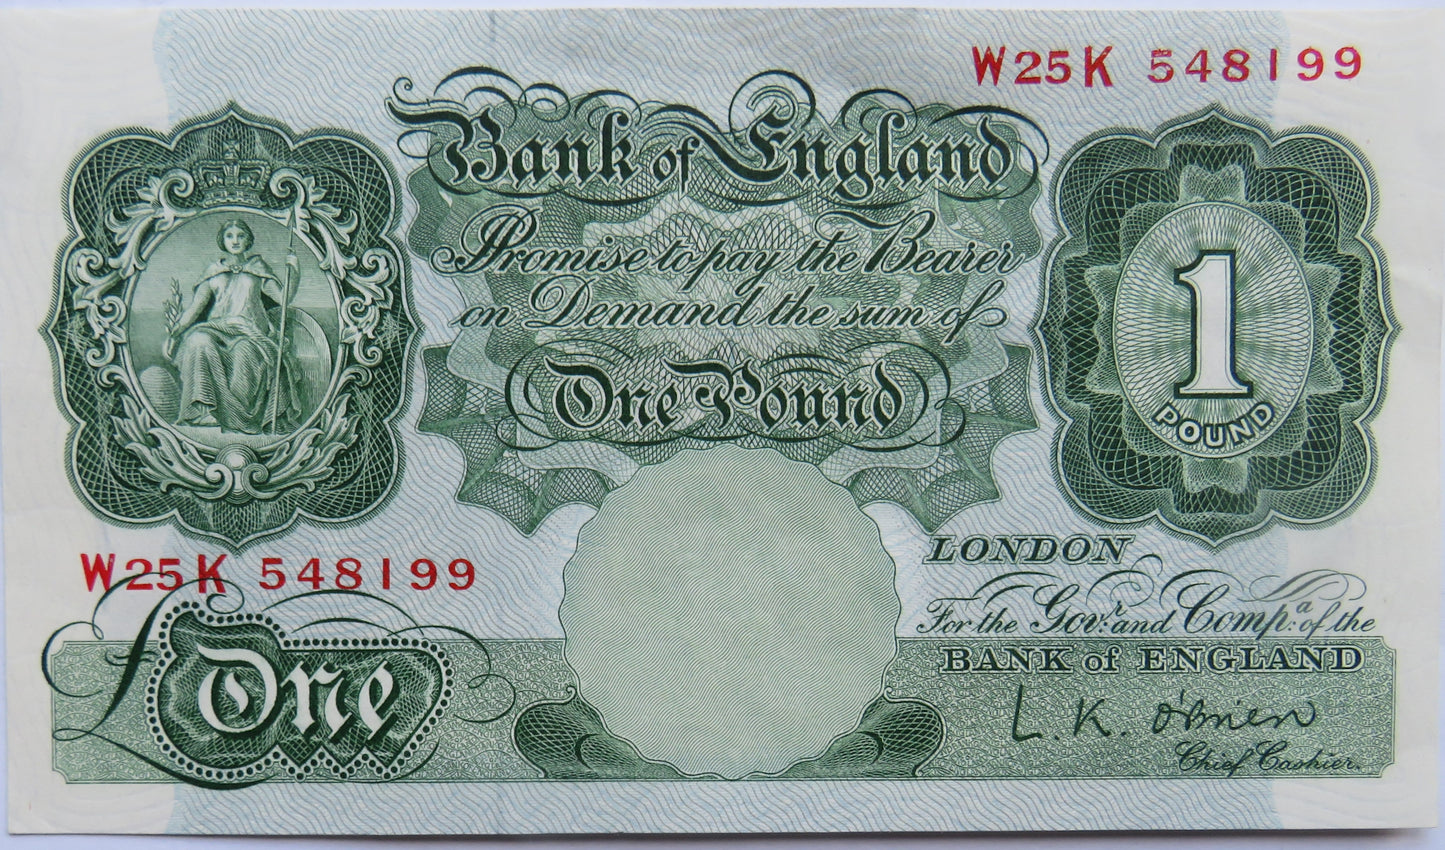 W25K 548199
Bank of England
Promise to pay the Bearer
on Demand the sum of
One Pound
1
POUND
W25K 548199
LONDON
For the Govr: and Compa: of the
BANK of ENGLAND
£One
L.K. O'Brien
Chief Cashier.